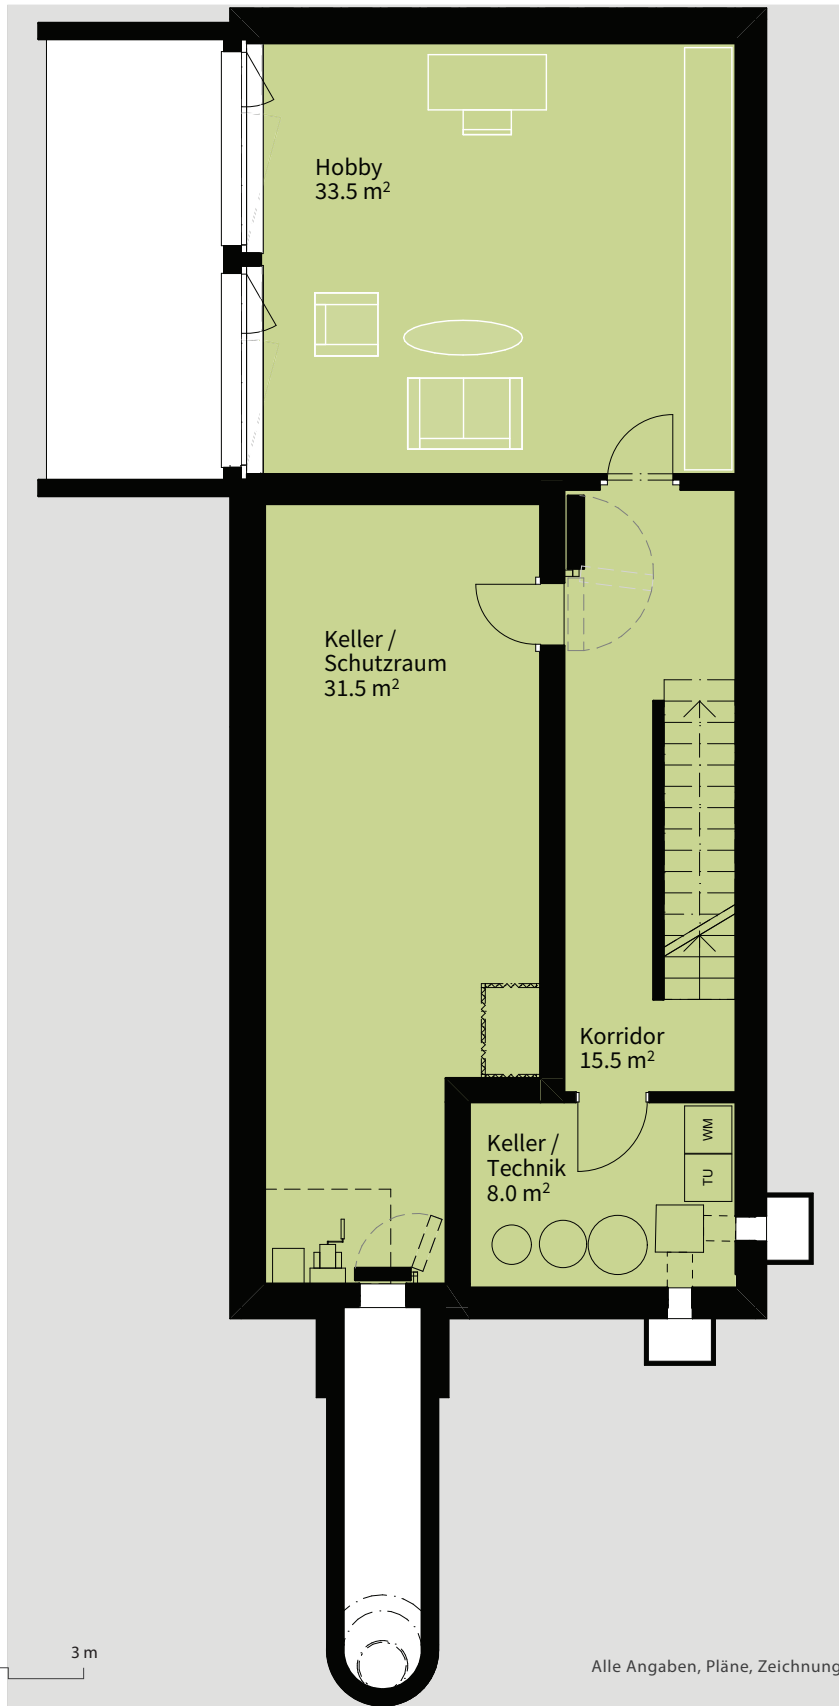 Hobby
33.5 m²
Keller /
Schutzraum
31.5 m²
Korridor
15.5 m²
Keller /
Technik
8.0 m²
WM
TU
3 m
Alle Angaben, Pläne, Zeichnung